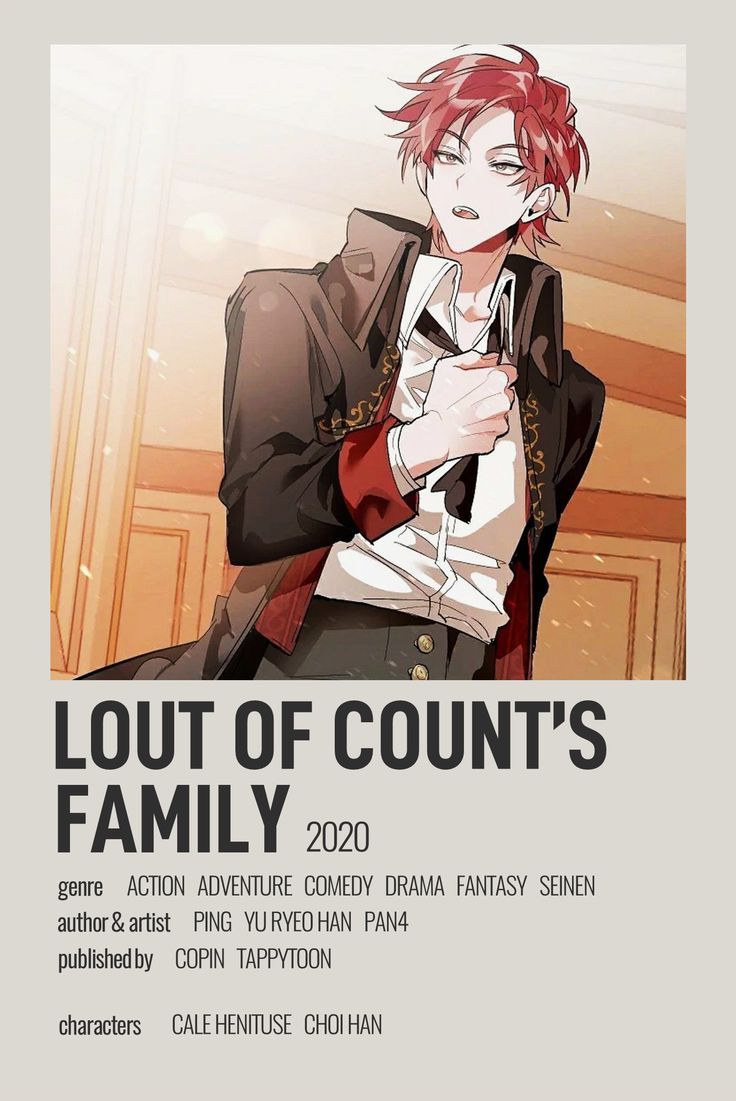 LOUT OF COUNT'S
FAMILY 2020
genre ACTION ADVENTURE COMEDY DRAMA FANTASY SEINEN
author & artist PING YU RYEO HAN PAN4
published by COPIN TAPPYTOON
characters CALE HENITUSE CHOI HAN